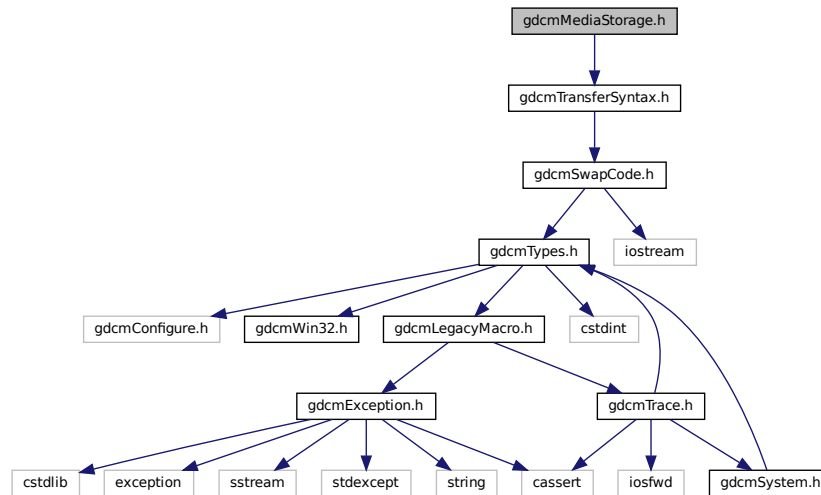 gdcmMediaStorage.h
gdcmTransferSyntax.h
gdcmSwapCode.h
gdcmTypes.h
iostream
gdcmConfigure.h
gdcmWin32.h
gdcmLegacyMacro.h
cstdint
gdcmException.h
gdcmTrace.h
cstdlib
exception
sstream
stdexcept
string
cassert
iosfwd
gdcmSystem.h